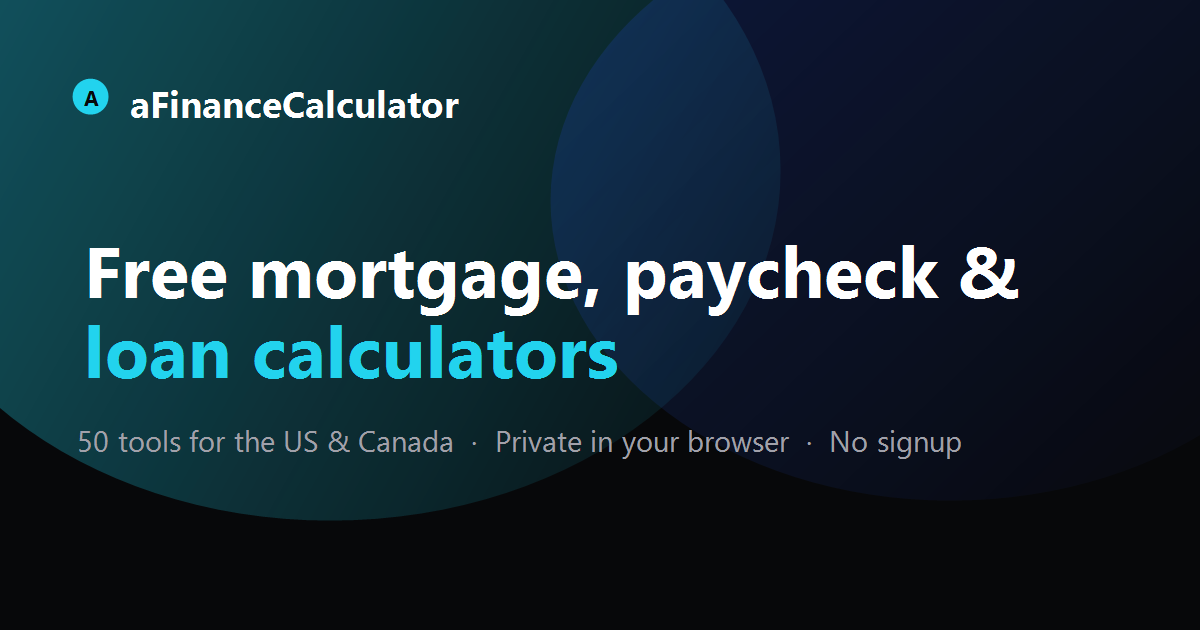 A
aFinanceCalculator
Free mortgage, paycheck &
loan calculators
50 tools for the US & Canada · Private in your browser · No signup